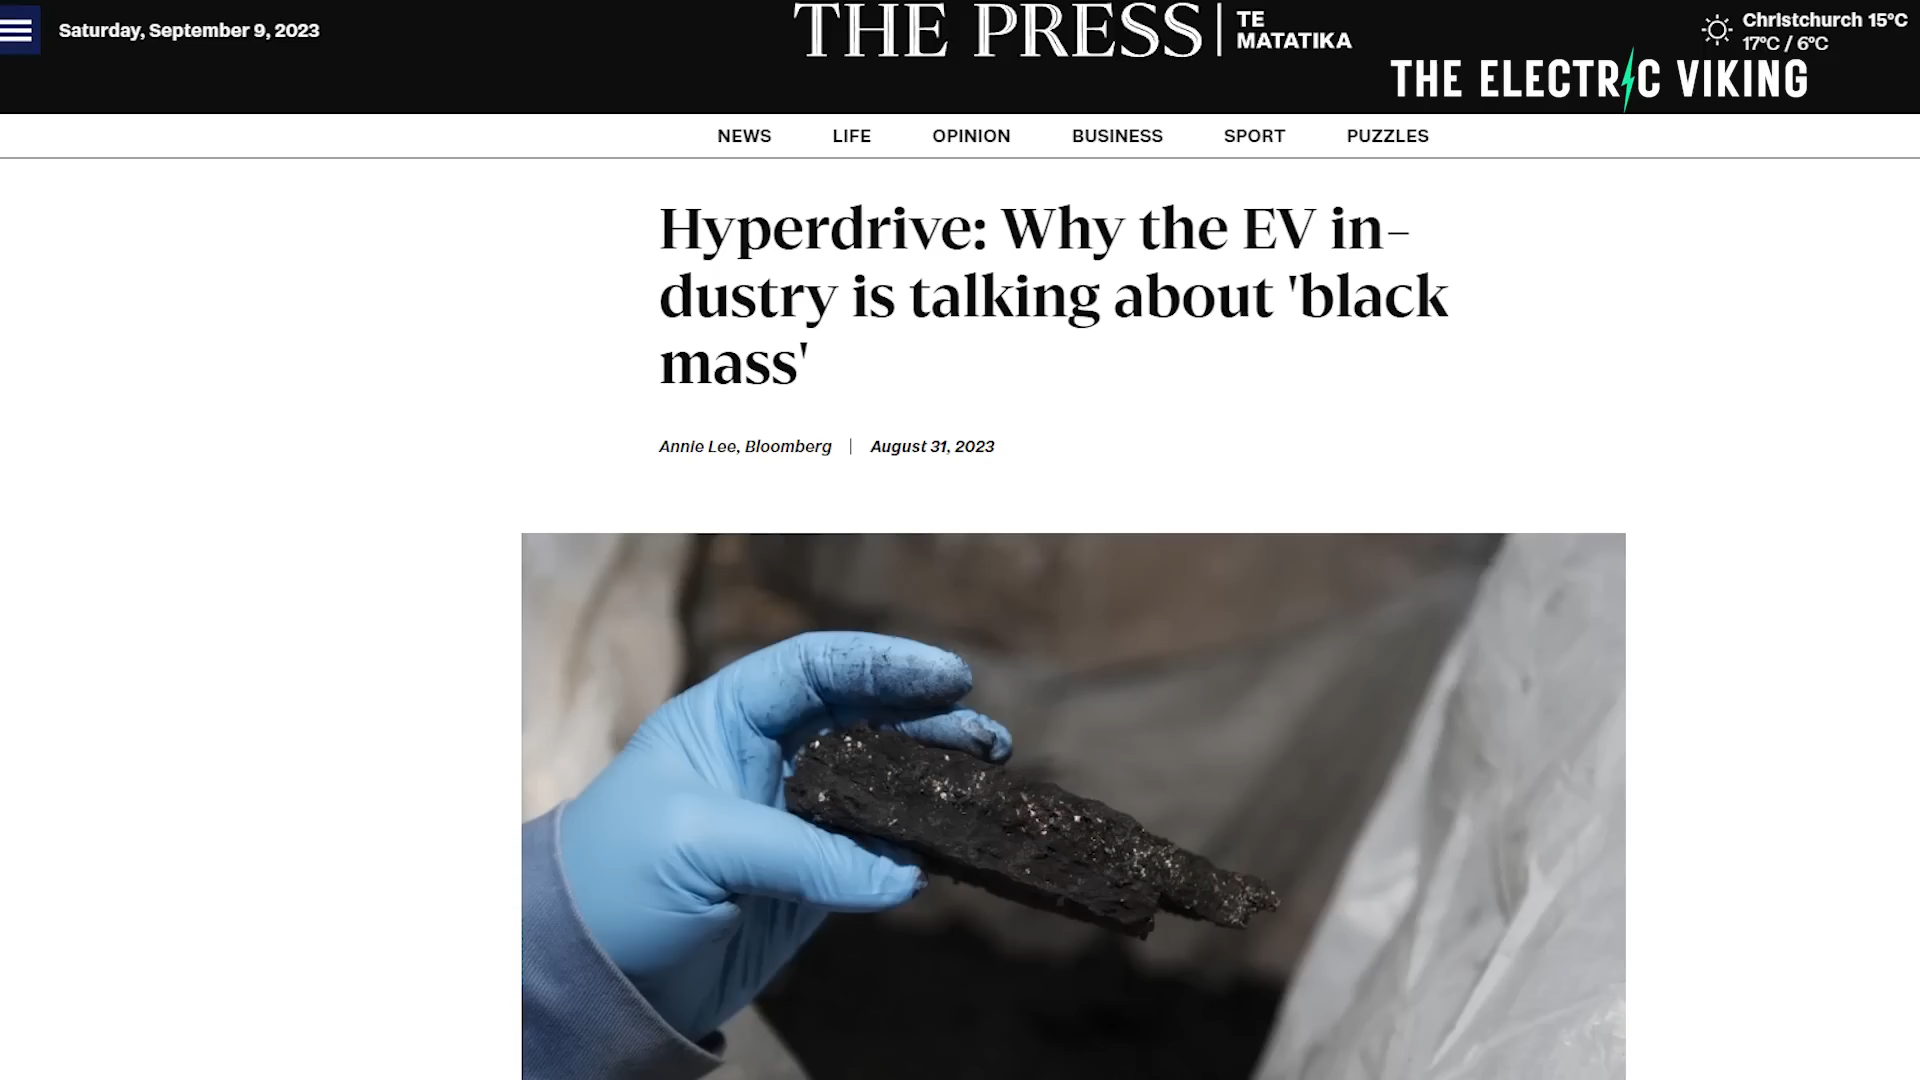 Saturday, September 9, 2023
THE PRESS
TE
MATATIKA
Christchurch 15°C
17°C / 6°C
THE ELECTRIC VIKING
NEWS LIFE OPINION BUSINESS SPORT PUZZLES
Hyperdrive: Why the EV in-
dustry is talking about 'black
mass'
Annie Lee, Bloomberg | August 31, 2023